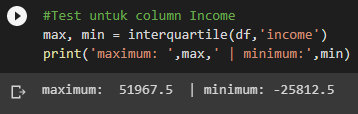 #Test untuk column Income
max, min = interquartile(df,'income')
print('maximum: ',max,' | minimum:',min)
maximum:  51967.5  | minimum: -25812.5